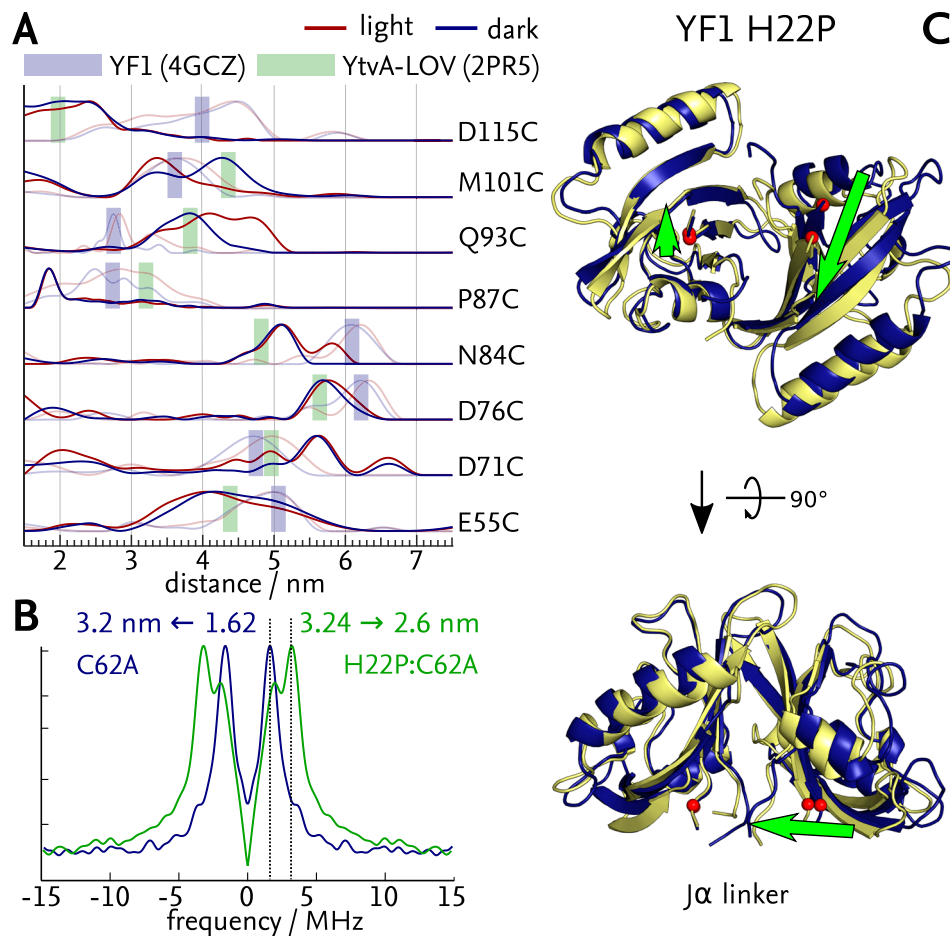 A
light dark
YF1 (4GCZ) YtvA-LOV (2PR5)
D115C
M101C
Q93C
P87C
N84C
D76C
D71C
E55C
2 3 4 5 6 7
distance / nm
B
3.2 nm ← 1.62 3.24 → 2.6 nm
C62A H22P:C62A
-15 -10 -5 0 5 10 15
frequency / MHz
YF1 H22P C
90°
Jα linker